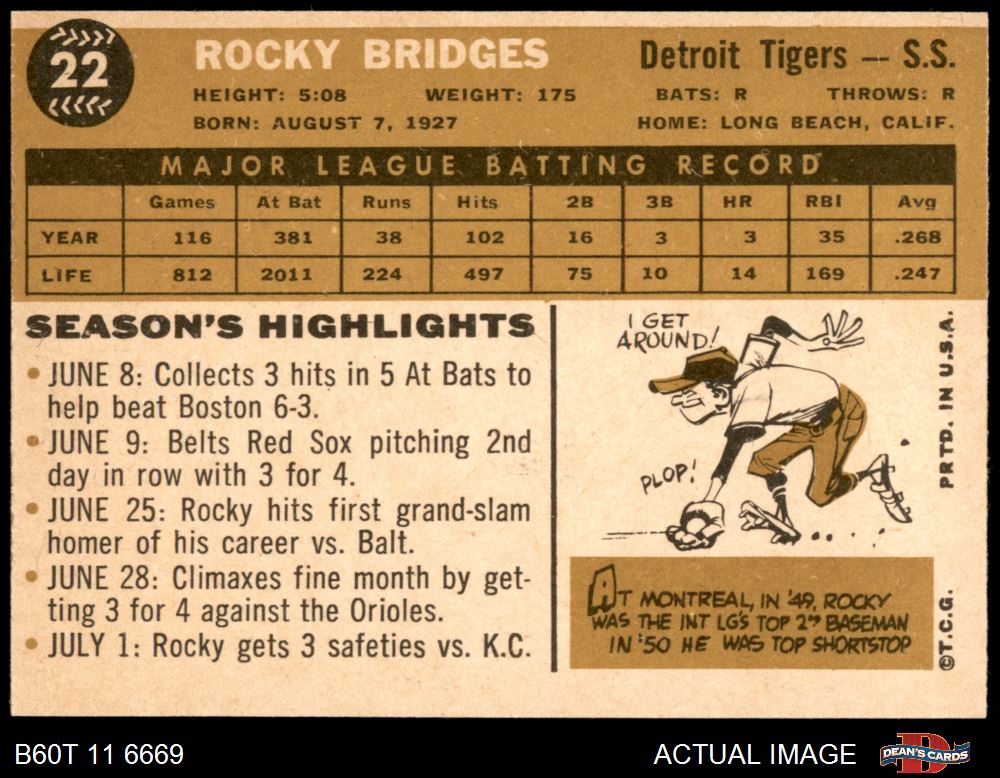 22
ROCKY BRIDGES
Detroit Tigers — S.S.
HEIGHT: 5:08 WEIGHT: 175 BATS: R THROWS: R
BORN: AUGUST 7, 1927 HOME: LONG BEACH, CALIF.
MAJOR LEAGUE BATTING RECORD
Games At Bat Runs Hits 2B 3B HR RBI Avg
YEAR 116 381 38 102 16 3 3 35 .268
LIFE 812 2011 224 497 75 10 14 169 .247
SEASON'S HIGHLIGHTS
• JUNE 8: Collects 3 hits in 5 At Bats to
help beat Boston 6-3.
• JUNE 9: Belts Red Sox pitching 2nd
day in row with 3 for 4.
• JUNE 25: Rocky hits first grand-slam
homer of his career vs. Balt.
• JUNE 28: Climaxes fine month by get-
ting 3 for 4 against the Orioles.
• JULY 1: Rocky gets 3 safeties vs. K.C.
I GET
AROUND!
PLOP!
AT MONTREAL, IN '49, ROCKY
WAS THE INT LG'S TOP 2ND BASEMAN
IN '50 HE WAS TOP SHORTSTOP
PRTD. IN U.S.A.
©T.C.G.
B60T 11 6669
ACTUAL IMAGE
D
DEAN'S CARDS